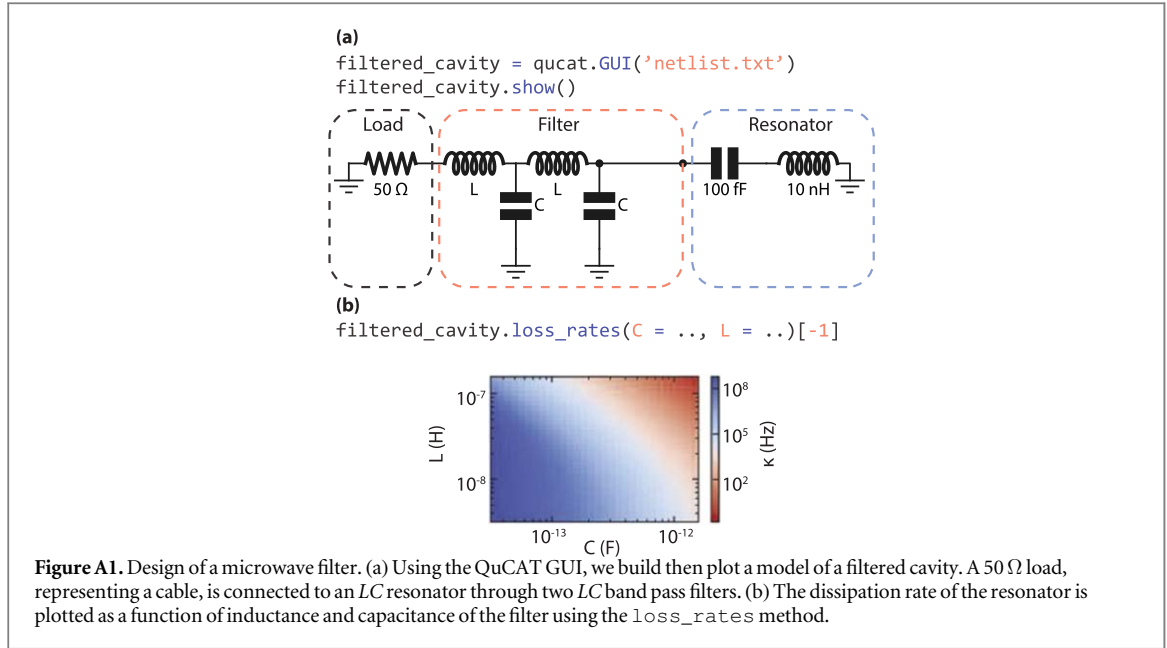 (a)
filtered_cavity = qucat.GUI(’netlist.txt’)
filtered_cavity.show()
Load Filter Resonator
50 Ω L L 100 fF 10 nH
C C
(b)
filtered_cavity.loss_rates(C = .., L = ..)[-1]
10⁻⁷ 10⁸
L (H) 10⁵ κ (Hz)
10⁻⁸ 10²
10⁻¹³ 10⁻¹²
C (F)
Figure A1. Design of a microwave filter. (a) Using the QuCAT GUI, we build then plot a model of a filtered cavity. A 50 Ω load,
representing a cable, is connected to an LC resonator through two LC band pass filters. (b) The dissipation rate of the resonator is
plotted as a function of inductance and capacitance of the filter using the loss_rates method.